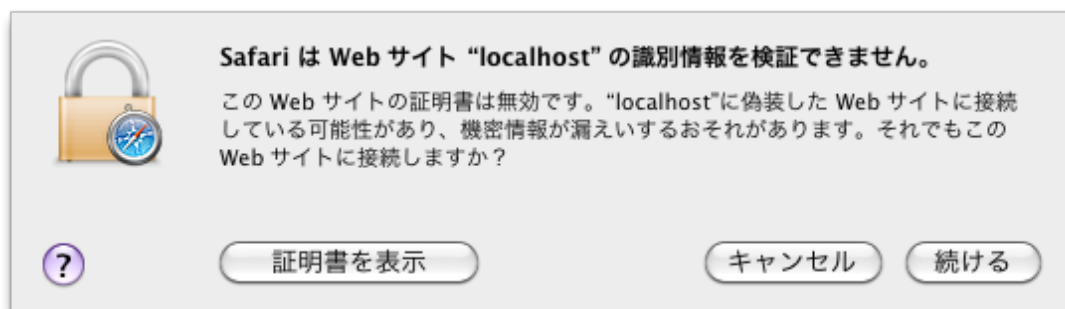 Safari は Web サイト “localhost” の識別情報を検証できません。
この Web サイトの証明書は無効です。“localhost”に偽装した Web サイトに接続
している可能性があり、機密情報が漏えいするおそれがあります。それでもこの
Web サイトに接続しますか？
?
証明書を表示
キャンセル
続ける